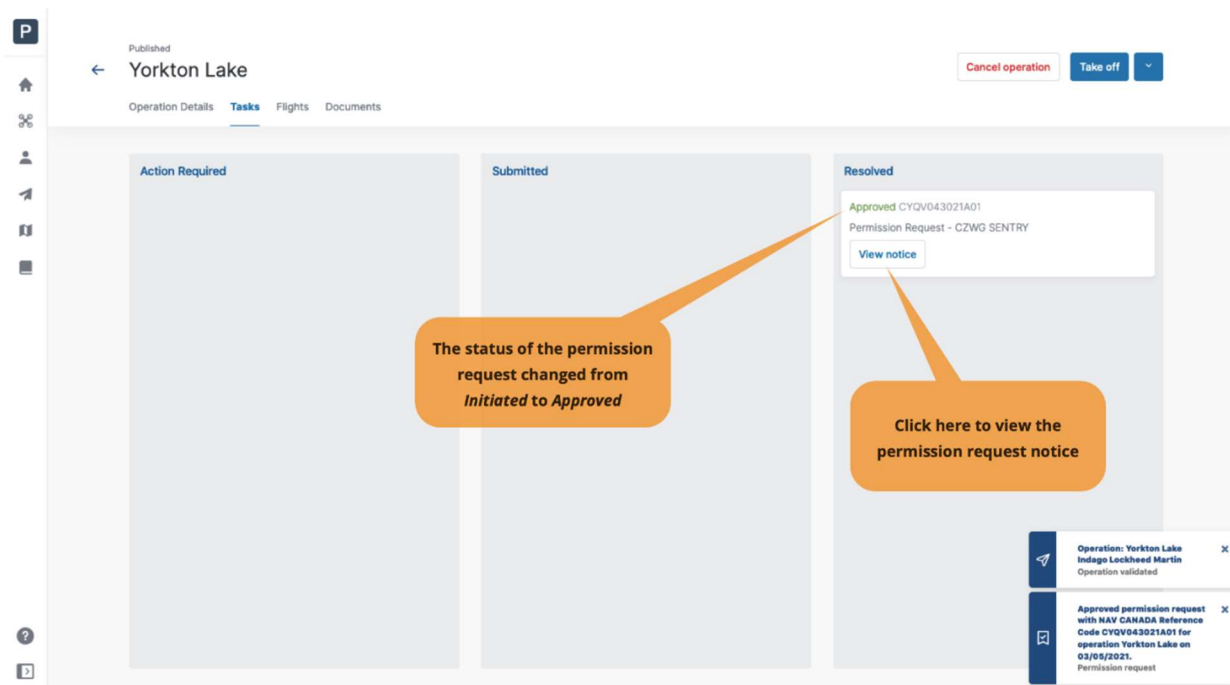 P
Published
← Yorkton Lake
Cancel operation
Take off
Operation Details Tasks Flights Documents
Action Required
Submitted
Resolved
Approved CYQV043021A01
Permission Request - CZWG SENTRY
View notice
The status of the permission
request changed from
Initiated to Approved
Click here to view the
permission request notice
Operation: Yorkton Lake
Indago Lockheed Martin
Operation validated
x
Approved permission request
with NAV CANADA Reference
Code CYQV043021A01 for
operation Yorkton Lake on
03/05/2021.
Permission request
x
?